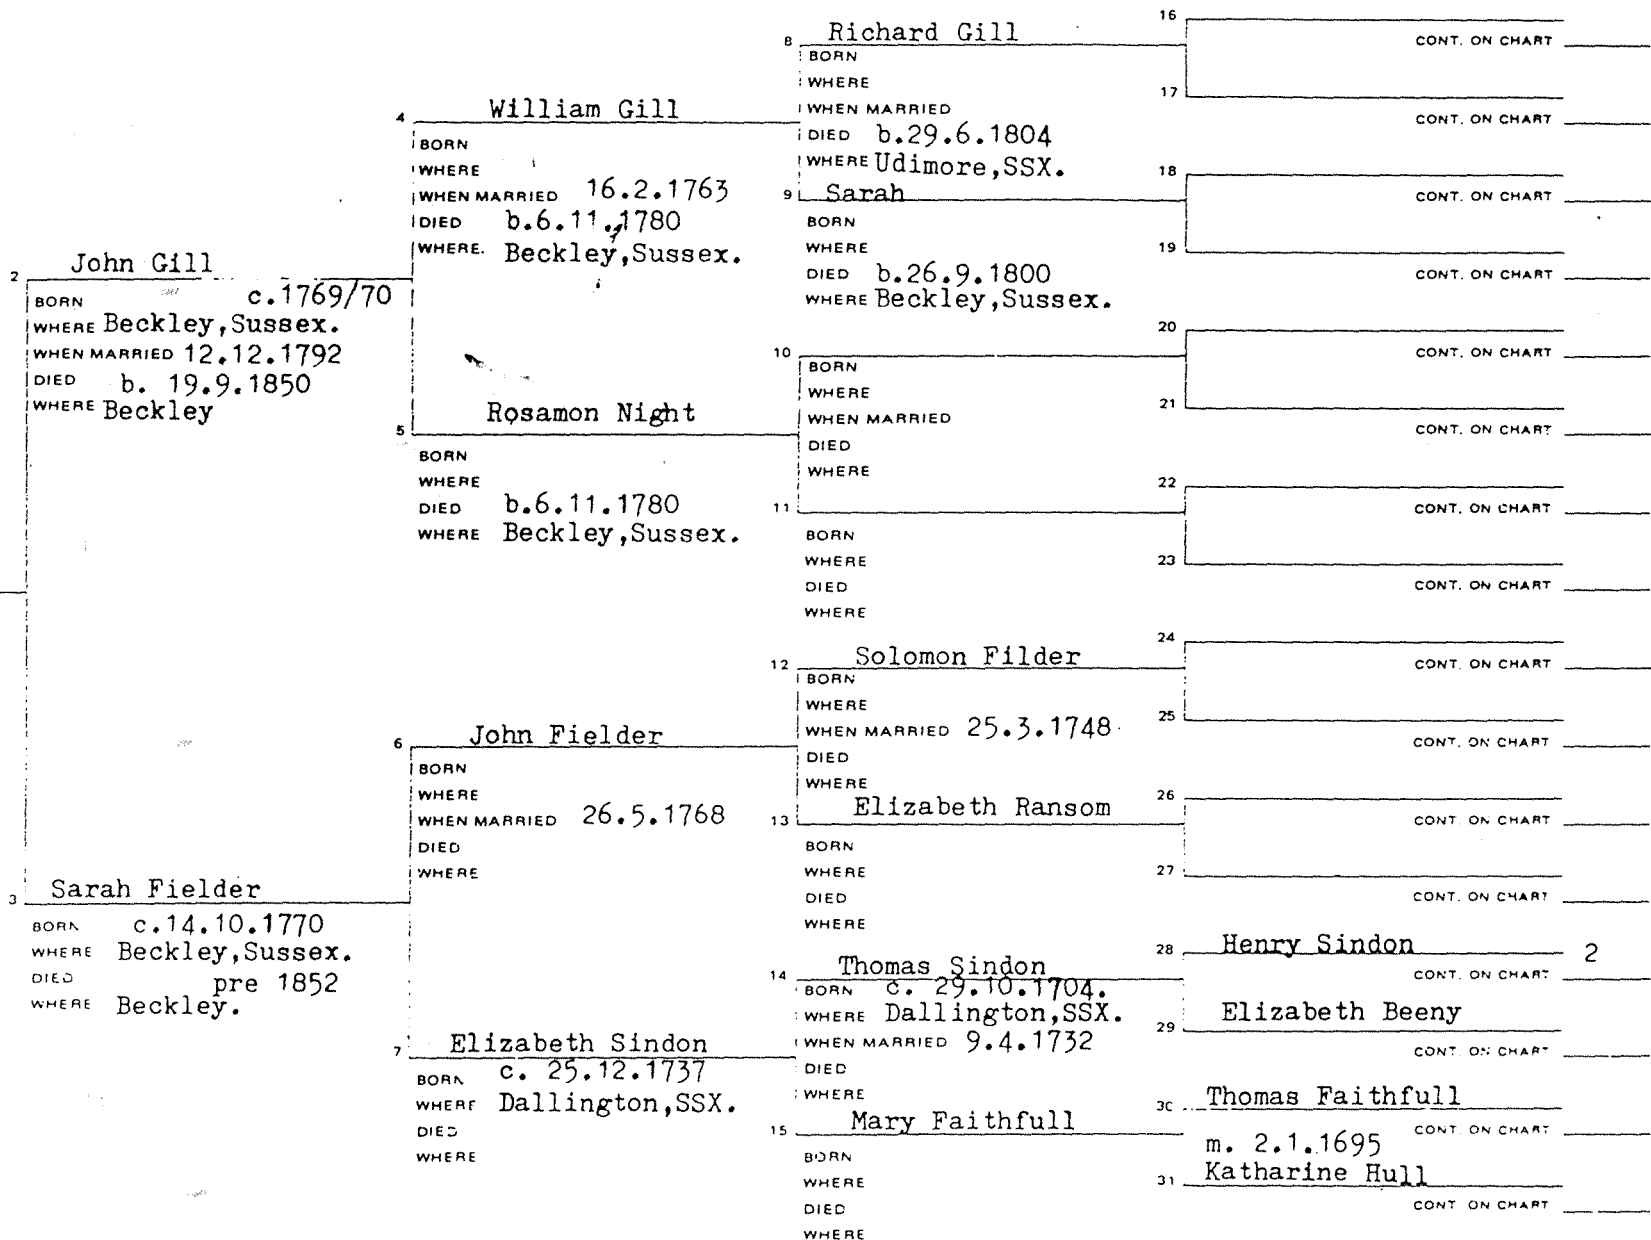 2 John Gill
BORN c.1769/70
WHERE Beckley,Sussex.
WHEN MARRIED 12.12.1792
DIED b. 19.9.1850
WHERE Beckley
3 Sarah Fielder
BORN c.14.10.1770
WHERE Beckley,Sussex.
DIED pre 1852
WHERE Beckley.
4 William Gill
BORN
WHERE
WHEN MARRIED 16.2.1763
DIED b.6.11.1780
WHERE. Beckley,Sussex.
5 Rosamon Night
BORN
WHERE
DIED b.6.11.1780
WHERE Beckley,Sussex.
6 John Fielder
BORN
WHERE
WHEN MARRIED 26.5.1768
DIED
WHERE
7 Elizabeth Sindon
BORN c. 25.12.1737
WHERE Dallington,SSX.
DIED
WHERE
8 Richard Gill
BORN
WHERE
WHEN MARRIED
DIED b.29.6.1804
WHERE Udimore,SSX.
9 Sarah
BORN
WHERE
DIED b.26.9.1800
WHERE Beckley,Sussex.
10
BORN
WHERE
WHEN MARRIED
DIED
WHERE
11
BORN
WHERE
DIED
WHERE
12 Solomon Filder
BORN
WHERE
WHEN MARRIED 25.3.1748
DIED
WHERE
13 Elizabeth Ransom
BORN
WHERE
DIED
WHERE
14 Thomas Sindon
BORN c. 29.10.1704.
WHERE Dallington,SSX.
WHEN MARRIED 9.4.1732
DIED
WHERE
15 Mary Faithfull
BORN
WHERE
DIED
WHERE
16
CONT. ON CHART
17
CONT. ON CHART
18
CONT. ON CHART
19
CONT. ON CHART
20
CONT. ON CHART
21
CONT. ON CHART
22
CONT. ON CHART
23
CONT. ON CHART
24
CONT. ON CHART
25
CONT. ON CHART
26
CONT. ON CHART
27
CONT. ON CHART
28 Henry Sindon 2
CONT. ON CHART
29 Elizabeth Beeny
CONT. ON CHART
30 Thomas Faithfull
CONT. ON CHART
m. 2.1.1695
31 Katharine Hull
CONT. ON CHART